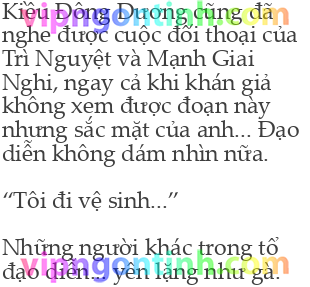 Kiều Đông Dương cũng đã
nghe được cuộc đối thoại của
Trì Nguyệt và Mạnh Giai
Nghi, ngay cả khi khán giả
không xem được đoạn này
nhưng sắc mặt của anh... Đạo
diễn không dám nhìn nữa.
“Tôi đi vệ sinh...”
Những người khác trong tổ
đạo diễn... yên lặng như gà.
vipngontinh.com
vipngontinh.com